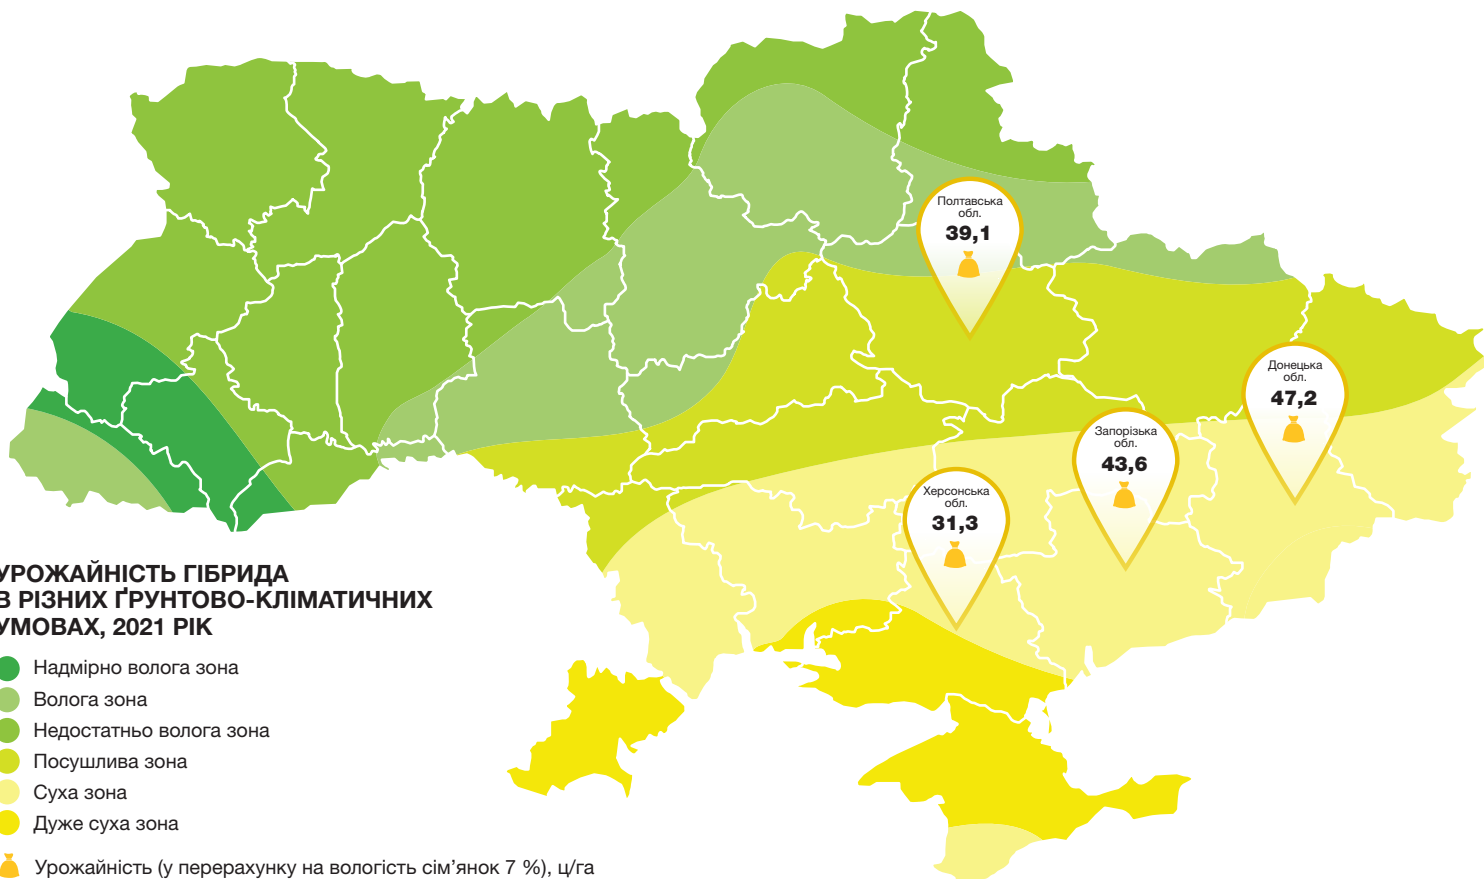 Полтавська
обл.
39,1
Донецька
обл.
47,2
Запорізька
обл.
43,6
Херсонська
обл.
31,3
УРОЖАЙНІСТЬ ГІБРИДА
В РІЗНИХ ҐРУНТОВО-КЛІМАТИЧНИХ
УМОВАХ, 2021 РІК
Надмірно волога зона
Волога зона
Недостатньо волога зона
Посушлива зона
Суха зона
Дуже суха зона
Урожайність (у перерахунку на вологість сім’янок 7 %), ц/га